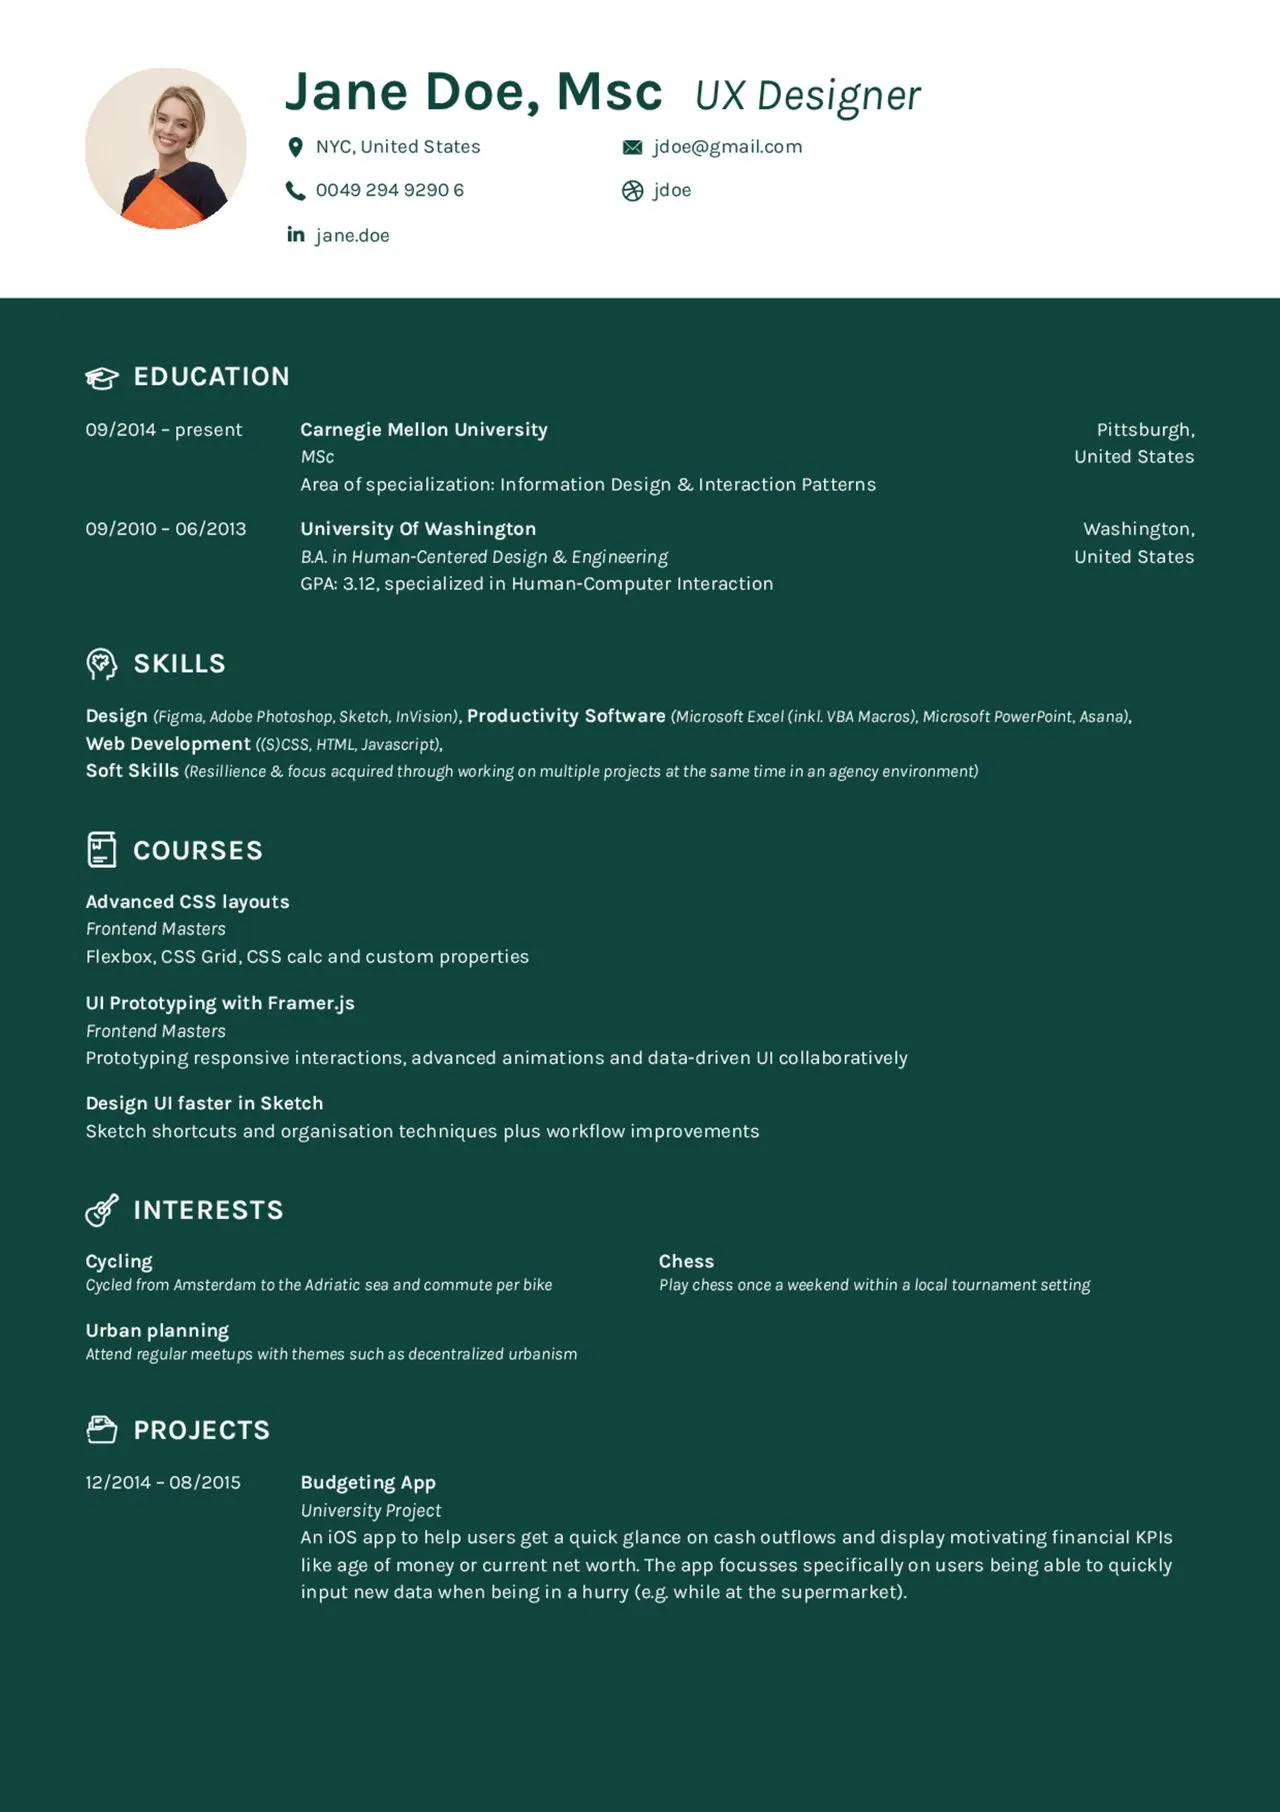 Jane Doe, Msc UX Designer
NYC, United States
jdoe@gmail.com
0049 294 9290 6
jdoe
in jane.doe
EDUCATION
09/2014 – present
Carnegie Mellon University
Pittsburgh,
MSc
United States
Area of specialization: Information Design & Interaction Patterns
09/2010 – 06/2013
University Of Washington
Washington,
B.A. in Human-Centered Design & Engineering
United States
GPA: 3.12, specialized in Human-Computer Interaction
SKILLS
Design (Figma, Adobe Photoshop, Sketch, InVision), Productivity Software (Microsoft Excel (inkl. VBA Macros), Microsoft PowerPoint, Asana),
Web Development ((S)CSS, HTML, Javascript),
Soft Skills (Resillience & focus acquired through working on multiple projects at the same time in an agency environment)
COURSES
Advanced CSS layouts
Frontend Masters
Flexbox, CSS Grid, CSS calc and custom properties
UI Prototyping with Framer.js
Frontend Masters
Prototyping responsive interactions, advanced animations and data-driven UI collaboratively
Design UI faster in Sketch
Sketch shortcuts and organisation techniques plus workflow improvements
INTERESTS
Cycling
Cycled from Amsterdam to the Adriatic sea and commute per bike
Chess
Play chess once a weekend within a local tournament setting
Urban planning
Attend regular meetups with themes such as decentralized urbanism
PROJECTS
12/2014 – 08/2015
Budgeting App
University Project
An iOS app to help users get a quick glance on cash outflows and display motivating financial KPIs
like age of money or current net worth. The app focusses specifically on users being able to quickly
input new data when being in a hurry (e.g. while at the supermarket).